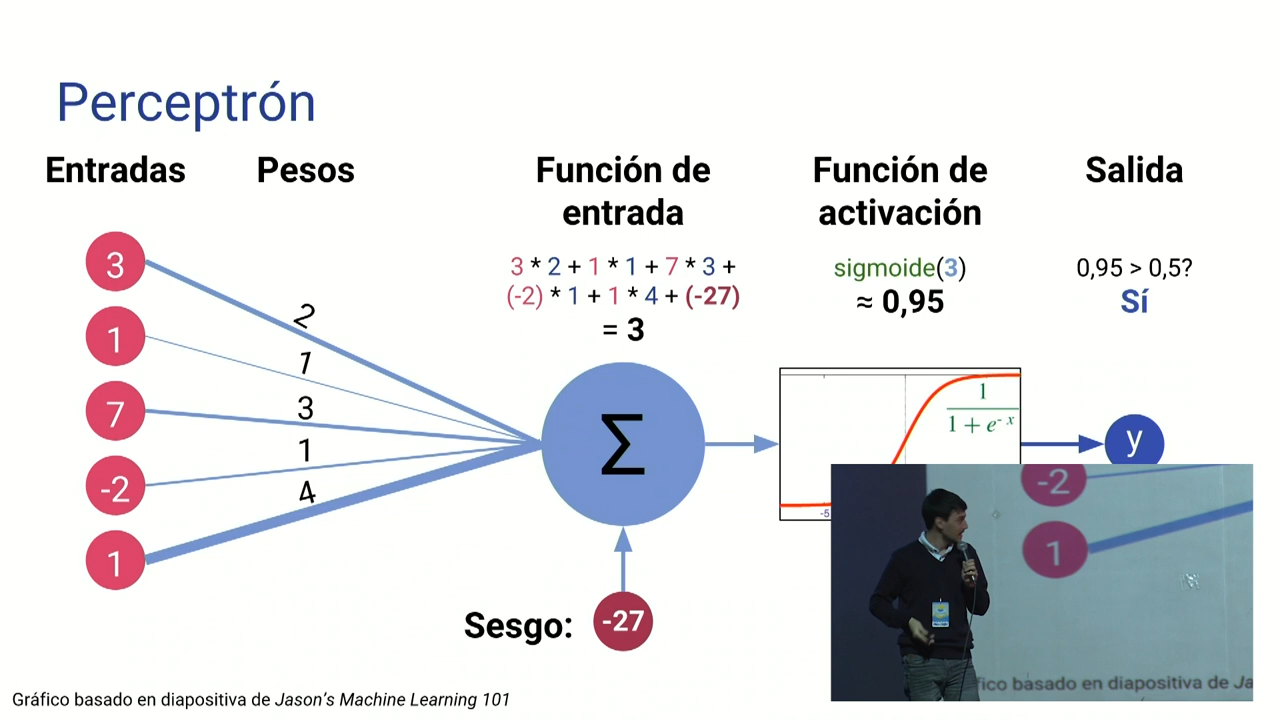 Perceptrón
Entradas
Pesos
Función de
entrada
Función de
activación
Salida
3 * 2 + 1 * 1 + 7 * 3 +
(-2) * 1 + 1 * 4 + (-27)
= 3
sigmoide(3)
≈ 0,95
0,95 > 0,5?
Sí
3
1
7
-2
1
2
1
3
1
4
Σ
1
1 + e⁻ ˣ
-5
y
Sesgo:
-27
-2
1
fico basado en diapositiva de Ja
Gráfico basado en diapositiva de Jason's Machine Learning 101